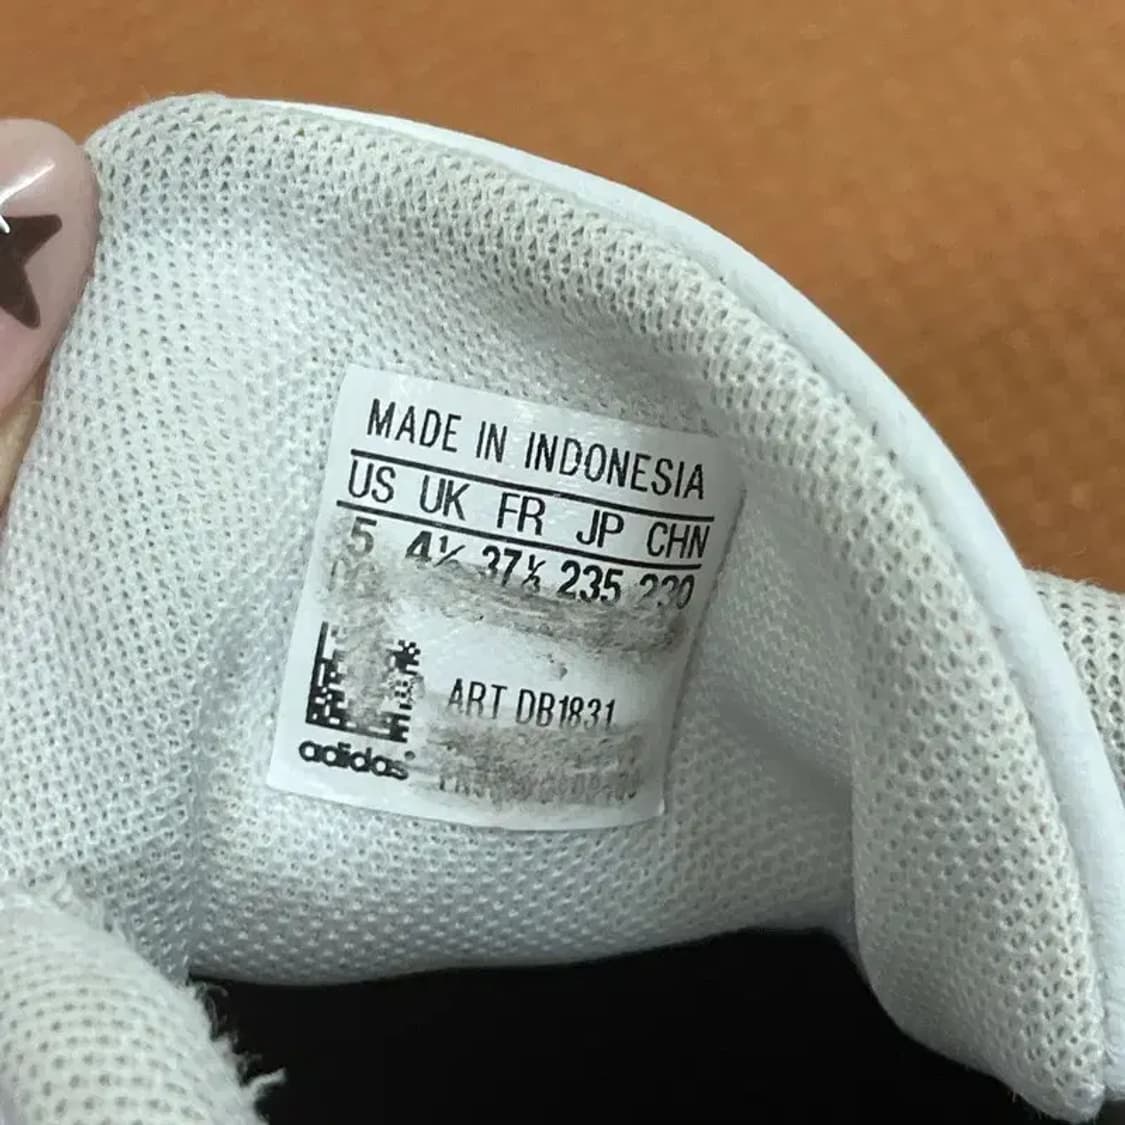 MADE IN INDONESIA
US UK FR JP CHN
5 4½ 37⅓ 235 230
ART DB1831
adidas